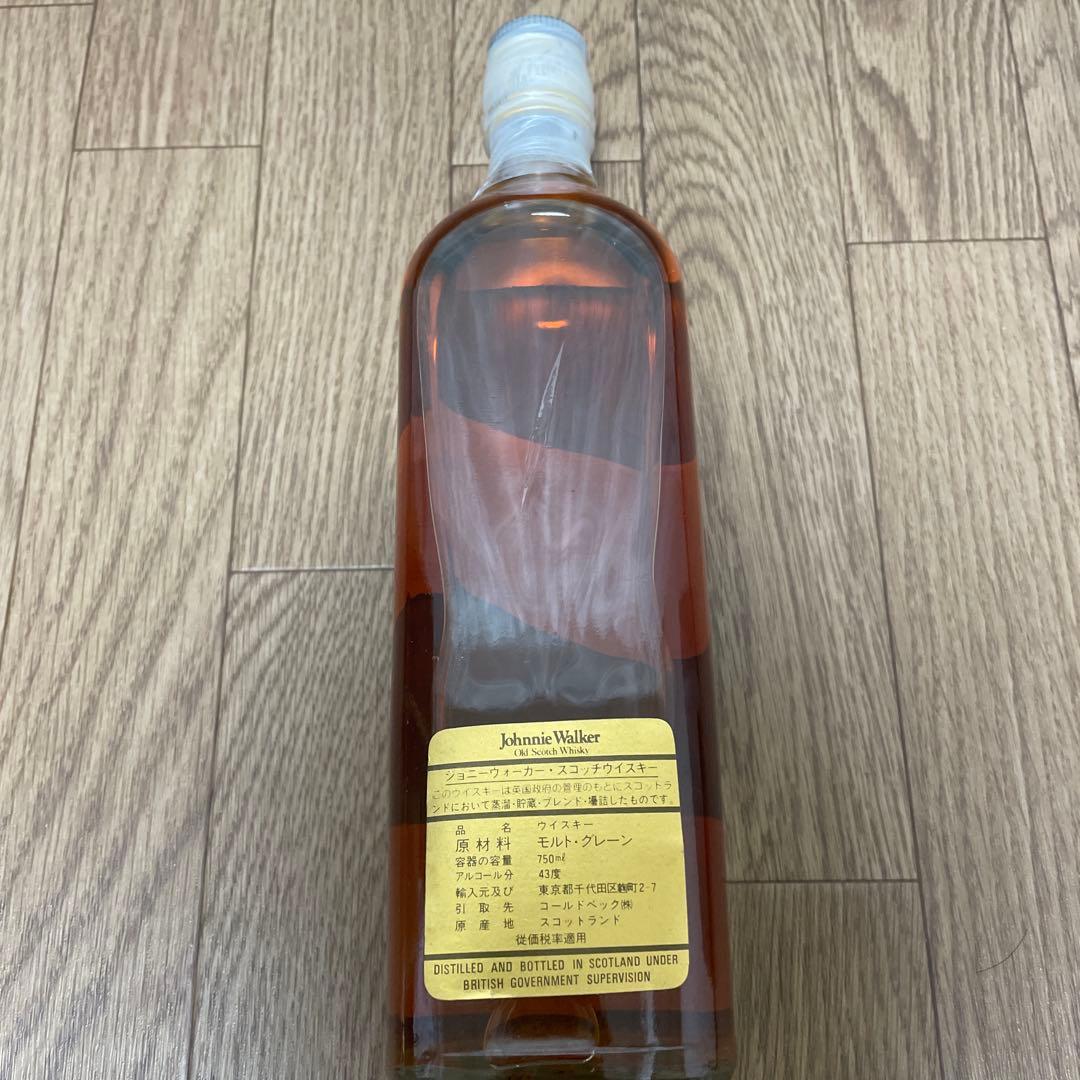 Johnnie Walker
Old Scotch Whisky
ジョニーウォーカー・スコッチウイスキー
このウイスキーは英国政府の管理のもとにスコットラ
ンドにおいて蒸溜・貯蔵・ブレンド・壜詰したものです。
品名 ウイスキー
原材料 モルト・グレーン
容器の容量 750㎖
アルコール分 43度
輸入元及び 東京都千代田区麴町2-7
引取先 コールドベック㈱
原産地 スコットランド
従価税率適用
DISTILLED AND BOTTLED IN SCOTLAND UNDER
BRITISH GOVERNMENT SUPERVISION